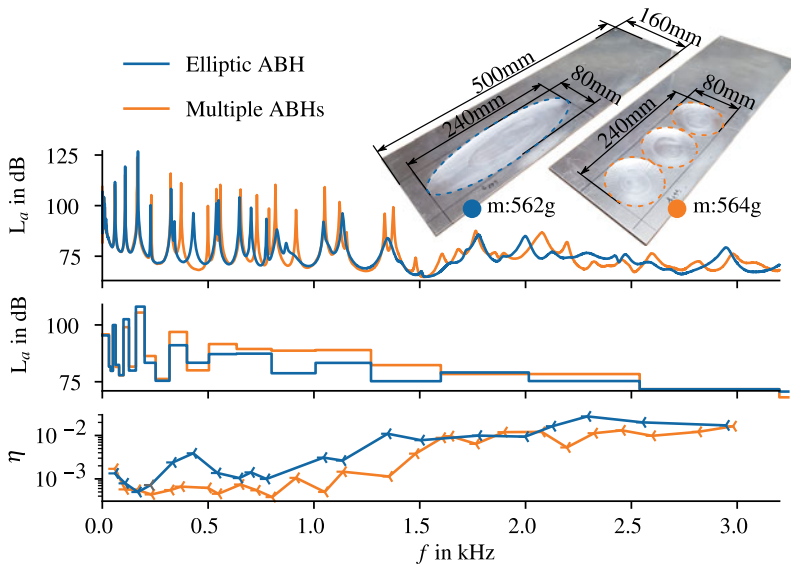 Elliptic ABH
Multiple ABHs
500mm
160mm
240mm
80mm
240mm
80mm
m:562g
m:564g
L_a in dB
125
100
75
L_a in dB
100
75
η
10^{-2}
10^{-3}
0.0 0.5 1.0 1.5 2.0 2.5 3.0
f in kHz